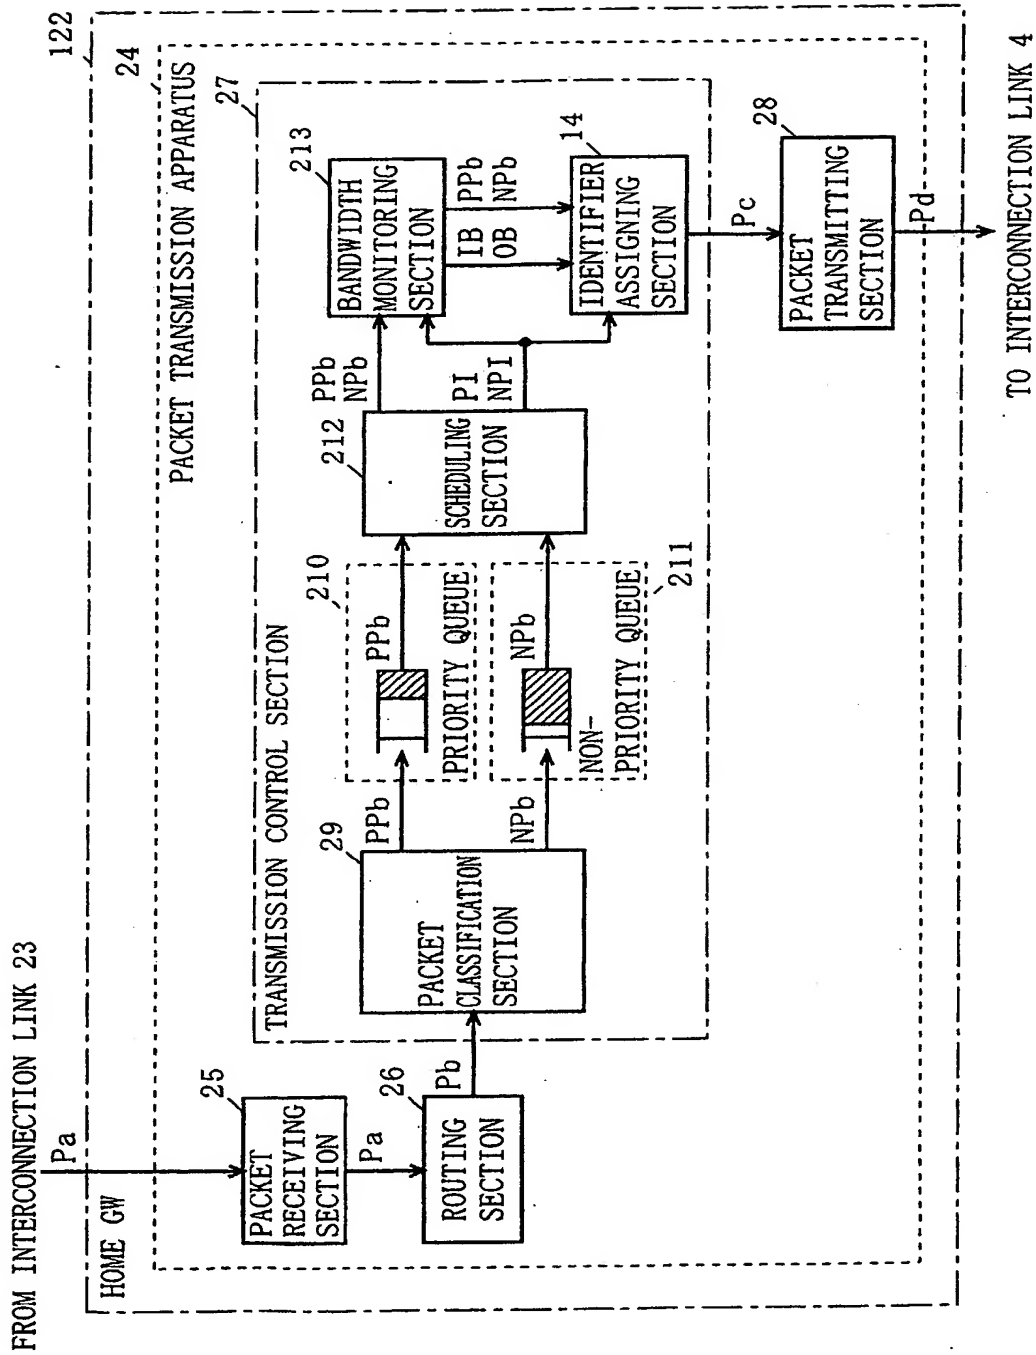 FROM INTERCONNECTION LINK 23
Pa
122
HOME GW
24
PACKET TRANSMISSION APPARATUS
25
PACKET
RECEIVING
SECTION
Pa
26
ROUTING
SECTION
Pb
27
TRANSMISSION CONTROL SECTION
29
PACKET
CLASSIFICATION
SECTION
PPb
NPb
210
PPb
PRIORITY QUEUE
NPb
NON-
PRIORITY QUEUE
211
212
SCHEDULING
SECTION
PPb
NPb
PI
NPI
213
BANDWIDTH
MONITORING
SECTION
IB
OB
PPb
NPb
14
IDENTIFIER
ASSIGNING
SECTION
Pc
28
PACKET
TRANSMITTING
SECTION
Pd
TO INTERCONNECTION LINK 4